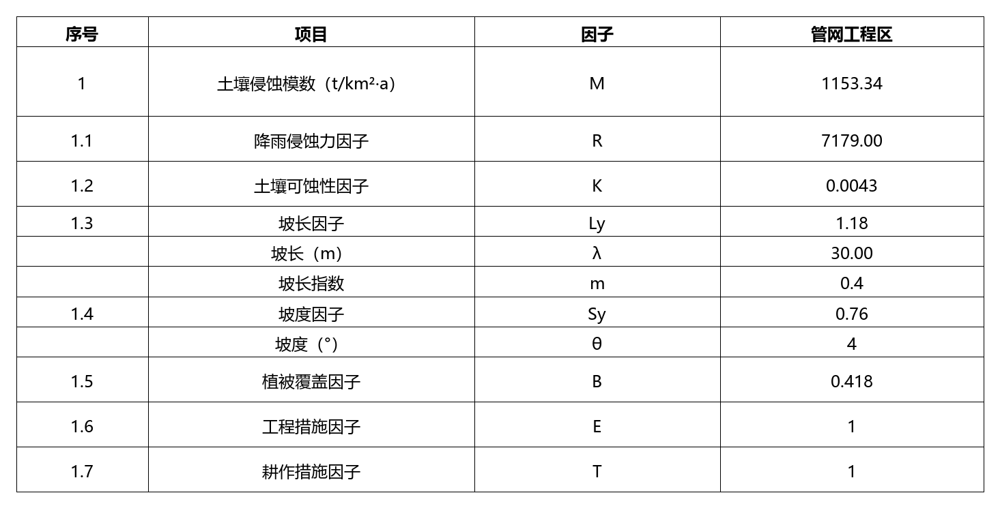 序号 项目 因子 管网工程区
1 土壤侵蚀模数（t/km²·a） M 1153.34
1.1 降雨侵蚀力因子 R 7179.00
1.2 土壤可蚀性因子 K 0.0043
1.3 坡长因子 Ly 1.18
坡长（m） λ 30.00
坡长指数 m 0.4
1.4 坡度因子 Sy 0.76
坡度（°） θ 4
1.5 植被覆盖因子 B 0.418
1.6 工程措施因子 E 1
1.7 耕作措施因子 T 1